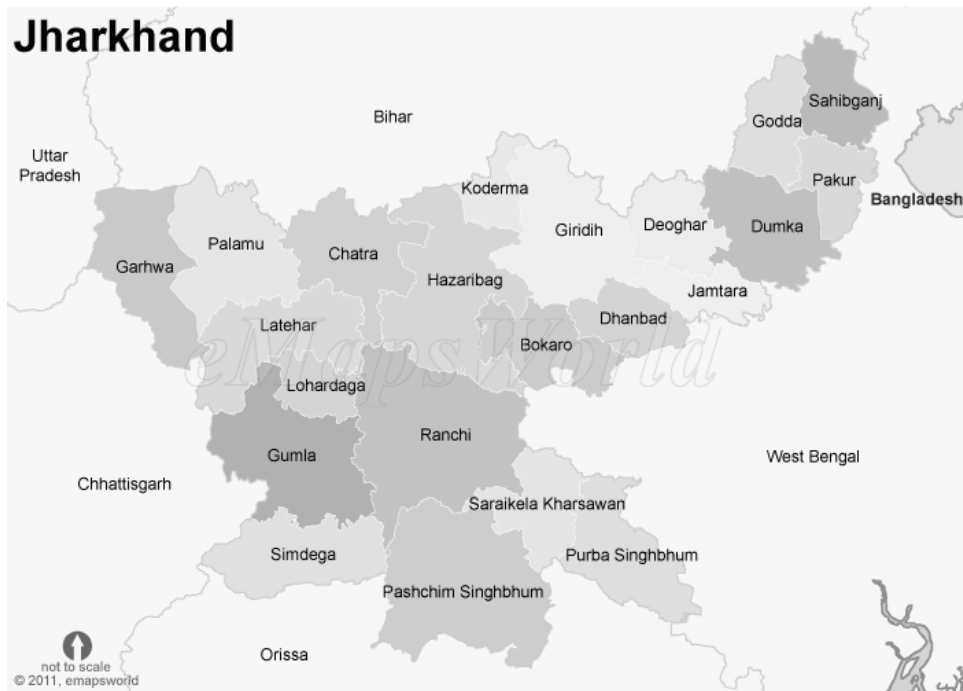 Jharkhand
Bihar
Uttar
Pradesh
Sahibganj
Godda
Pakur
Bangladesh
Koderma
Giridih
Deoghar
Dumka
Palamu
Chatra
Garhwa
Hazaribag
Jamtara
Latehar
Dhanbad
Bokaro
eMapsWorld
Lohardaga
Ranchi
Gumla
West Bengal
Chhattisgarh
Saraikela Kharsawan
Simdega
Purba Singhbhum
Pashchim Singhbhum
Orissa
not to scale
© 2011, emapsworld